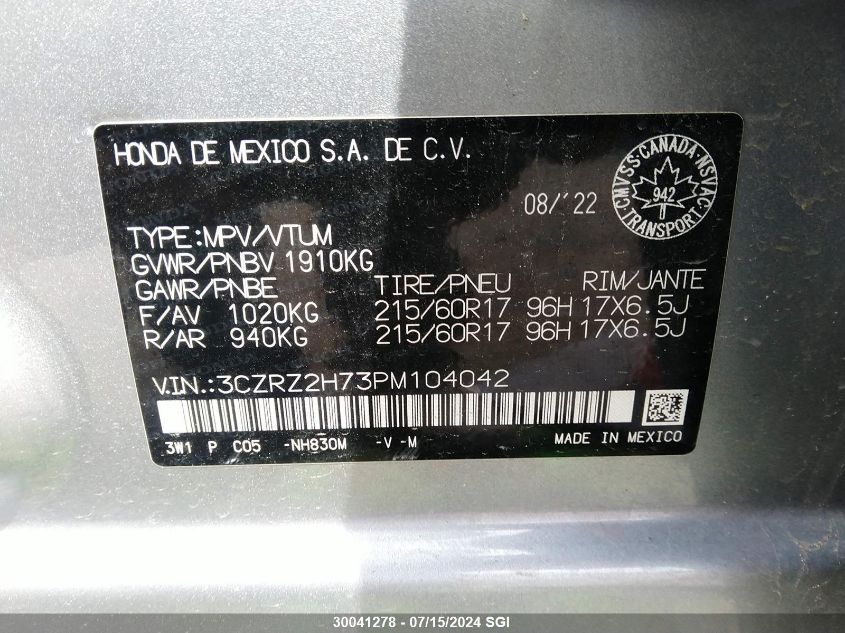 HONDA DE MEXICO S.A. DE C.V.
08/'22
CMVSS·CANADA·NSVAC
942
TRANSPORT
TYPE:MPV/VTUM
GVWR/PNBV 1910KG
GAWR/PNBE TIRE/PNEU RIM/JANTE
F/AV 1020KG 215/60R17 96H 17X6.5J
R/AR 940KG 215/60R17 96H 17X6.5J
V.I.N.:3CZRZ2H73PM104042
3W1 P C05 -NH830M -V -M MADE IN MEXICO
30041278 - 07/15/2024 SGI